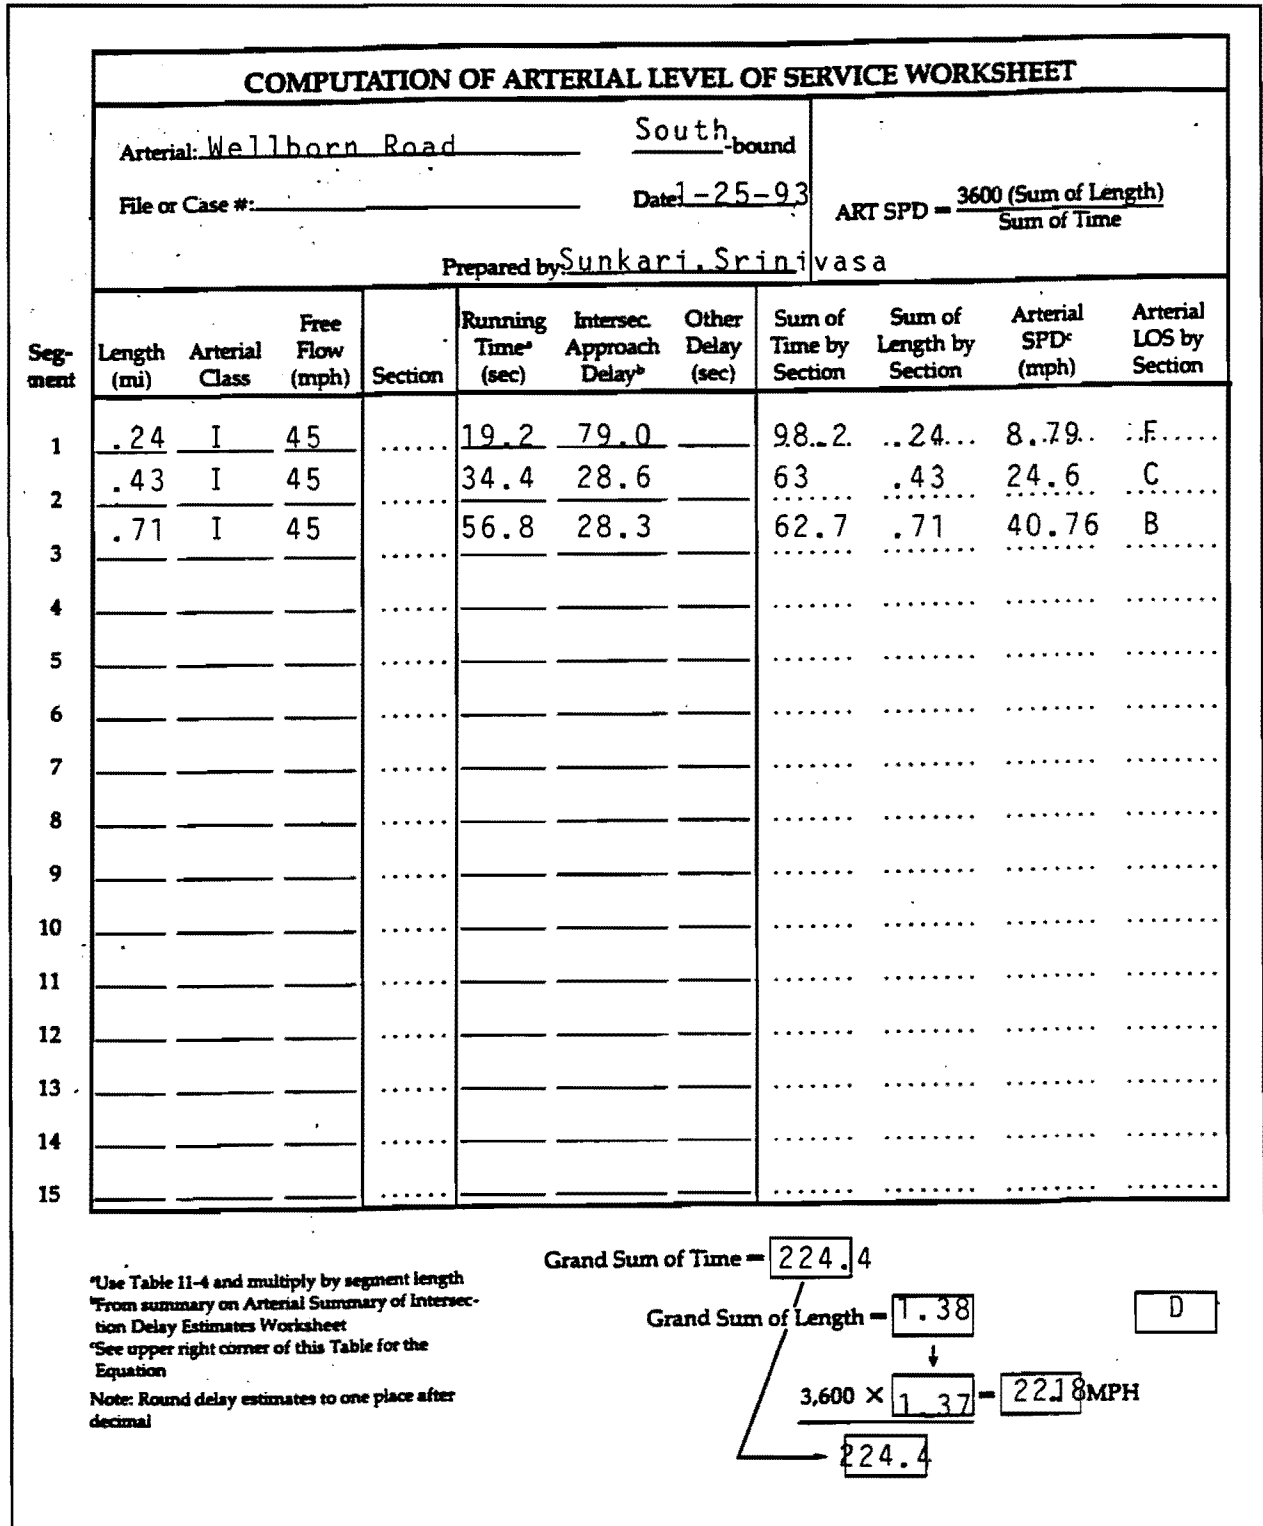 COMPUTATION OF ARTERIAL LEVEL OF SERVICE WORKSHEET
Arterial: Wellborn Road South-bound
File or Case #: Date: 1-25-93
ART SPD = 3600 (Sum of Length) / Sum of Time
Prepared by: Sunkari, Srinivasa
Seg-ment Length (mi) Arterial Class Free Flow (mph) Section Running Timeᵃ (sec) Intersec. Approach Delayᵇ Other Delay (sec) Sum of Time by Section Sum of Length by Section Arterial SPDᶜ (mph) Arterial LOS by Section
1 .24 I 45 19.2 79.0 98.2 .24 8.79 F
2 .43 I 45 34.4 28.6 63 .43 24.6 C
3 .71 I 45 56.8 28.3 62.7 .71 40.76 B
4
5
6
7
8
9
10
11
12
13
14
15
Grand Sum of Time = 224.4
ᵃUse Table 11-4 and multiply by segment length
ᵇFrom summary on Arterial Summary of Intersec-
tion Delay Estimates Worksheet
ᶜSee upper right corner of this Table for the
Equation
Note: Round delay estimates to one place after
decimal
Grand Sum of Length = 1.38 D
3,600 × 1.37 = 22.18 MPH
224.4